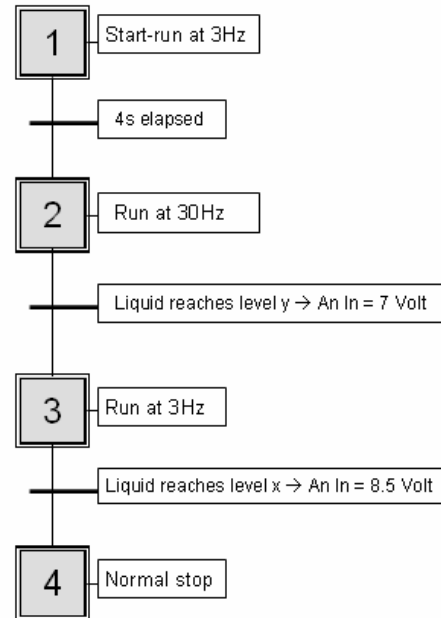 1
Start-run at 3Hz
4s elapsed
2
Run at 30Hz
Liquid reaches level y → An In = 7 Volt
3
Run at 3Hz
Liquid reaches level x → An In = 8.5 Volt
4
Normal stop